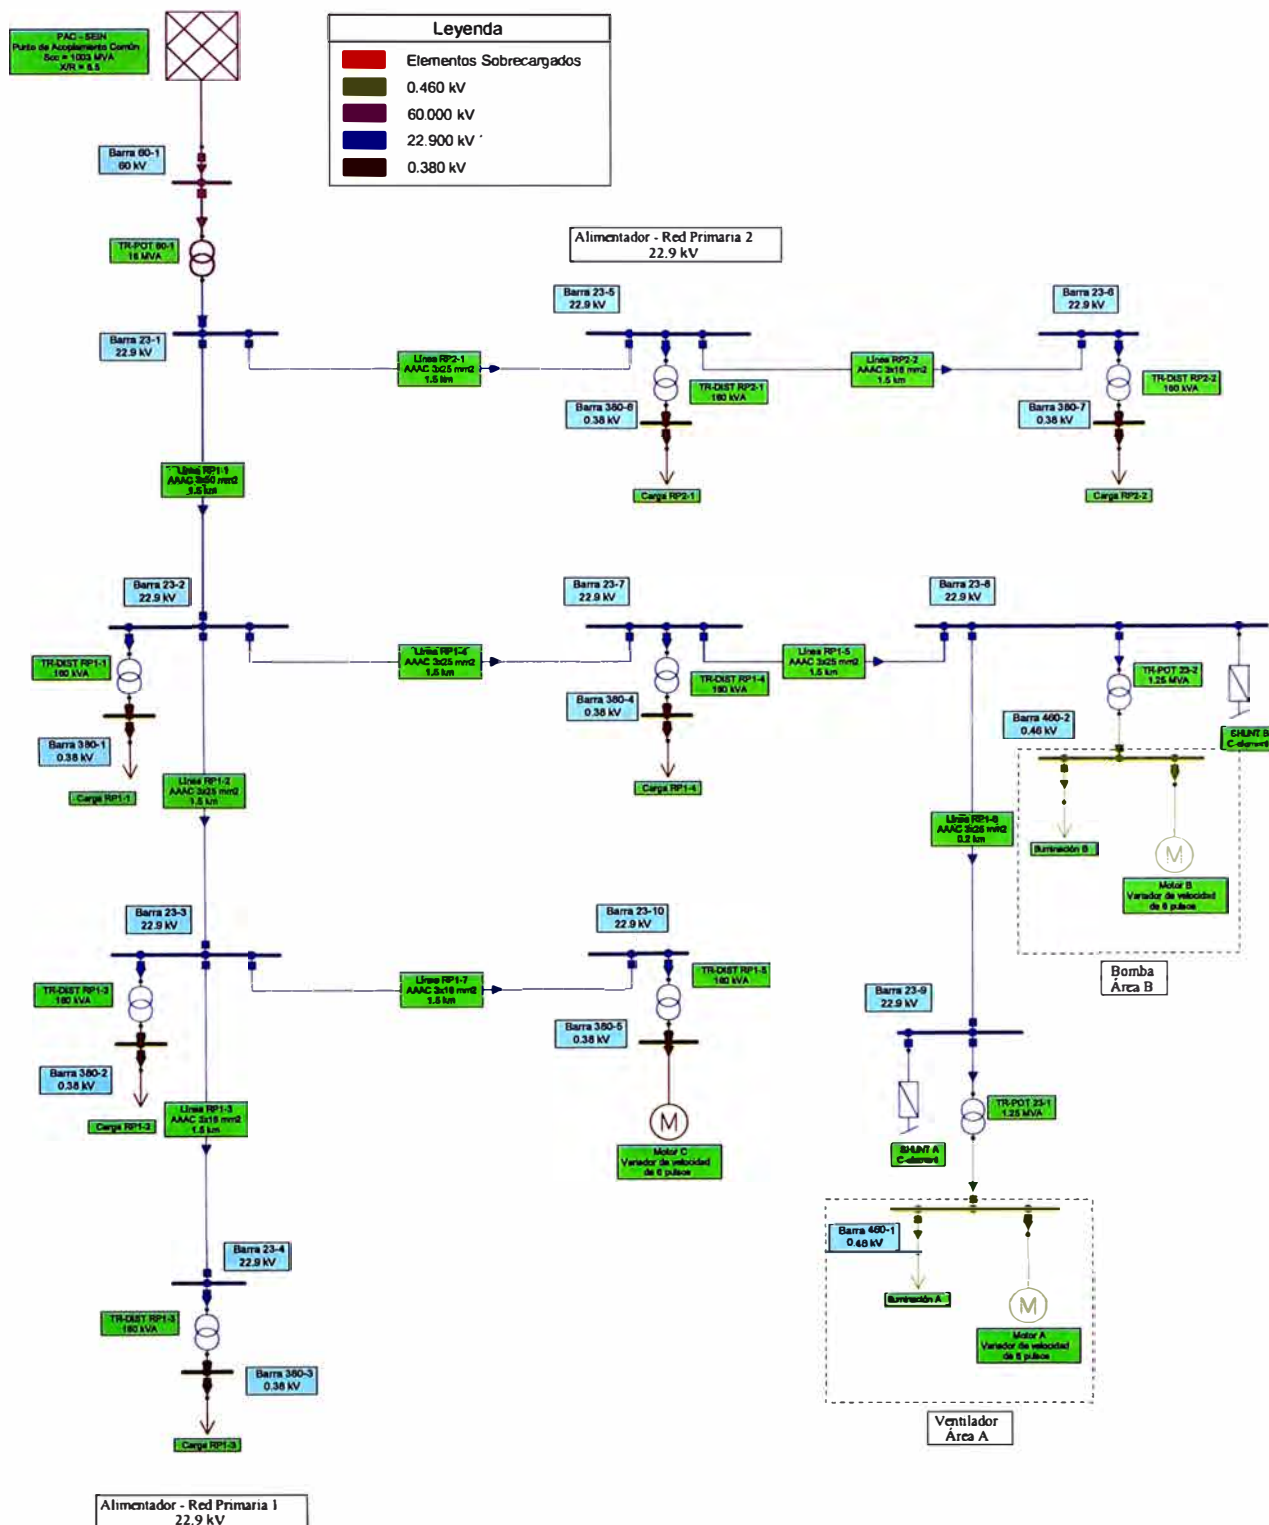 PAC - SEIN
Punto de Acoplamiento Común
Scc = 1003 MVA
X/R = 6.5
Leyenda
Elementos Sobrecargados
0.460 kV
60.000 kV
22.900 kV
0.380 kV
Barra 60-1
60 kV
TR-POT 60-1
Alimentador - Red Primaria 2
22.9 kV
Barra 23-1
22.9 kV
Barra 23-5
22.9 kV
Barra 23-6
22.9 kV
Línea RP2-1
AAAC 3x25 mm2
1.5 km
Línea RP2-2
AAAC 3x16 mm2
1.5 km
TR-DIST RP2-1
160 kVA
TR-DIST RP2-2
160 kVA
Barra 380-6
0.38 kV
Barra 380-7
0.38 kV
Carga RP2-1
Carga RP2-2
Línea RP1-1
AAAC 3x50 mm2
1.5 km
Barra 23-2
22.9 kV
Barra 23-7
22.9 kV
Barra 23-8
22.9 kV
TR-DIST RP1-1
160 kVA
Línea RP1-4
AAAC 3x25 mm2
1.5 km
TR-DIST RP1-4
160 kVA
Línea RP1-5
AAAC 3x25 mm2
1.5 km
TR-POT 23-2
1.25 MVA
Barra 380-4
0.38 kV
Barra 460-2
0.46 kV
SHUNT B
C-element
Barra 380-1
0.38 kV
Carga RP1-1
Línea RP1-2
AAAC 3x25 mm2
1.5 km
Carga RP1-4
Línea RP1-6
AAAC 3x25 mm2
0.2 km
Iluminación B
M
Motor B
Variador de velocidad
de 6 pulsos
Bomba
Área B
Barra 23-3
22.9 kV
Barra 23-10
22.9 kV
Línea RP1-7
AAAC 3x16 mm2
1.5 km
TR-DIST RP1-5
160 kVA
160 kVA
Barra 23-9
22.9 kV
Barra 380-5
0.38 kV
Barra 380-2
0.38 kV
Carga RP1-2
Línea RP1-3
AAAC 3x16 mm2
1.5 km
M
Motor C
Variador de velocidad
de 6 pulsos
TR-POT 23-1
1.25 MVA
SHUNT A
C-element
Barra 460-1
0.46 kV
Iluminación A
M
Motor A
Variador de velocidad
de 6 pulsos
Barra 23-4
22.9 kV
TR-DIST RP1-3
160 kVA
Barra 380-3
0.38 kV
Carga RP1-3
Ventilador
Área A
Alimentador - Red Primaria 1
22.9 kV